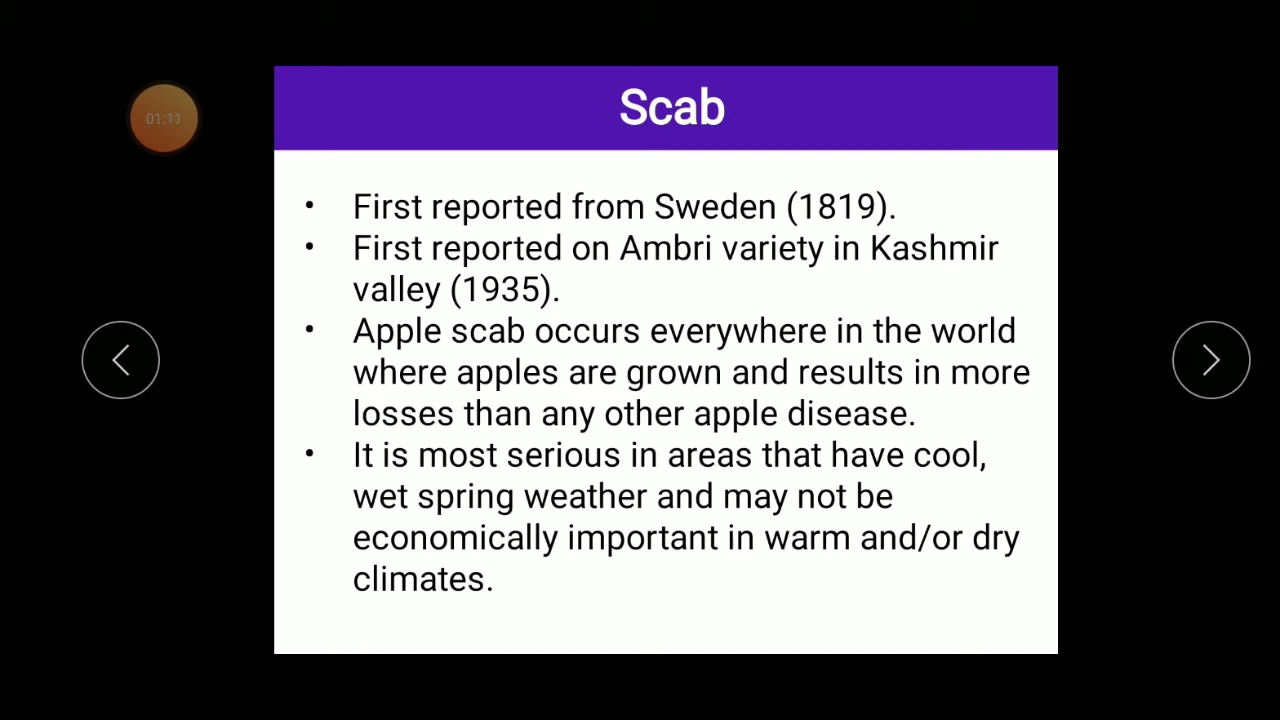 01:11
Scab
• First reported from Sweden (1819).
• First reported on Ambri variety in Kashmir
valley (1935).
• Apple scab occurs everywhere in the world
where apples are grown and results in more
losses than any other apple disease.
• It is most serious in areas that have cool,
wet spring weather and may not be
economically important in warm and/or dry
climates.